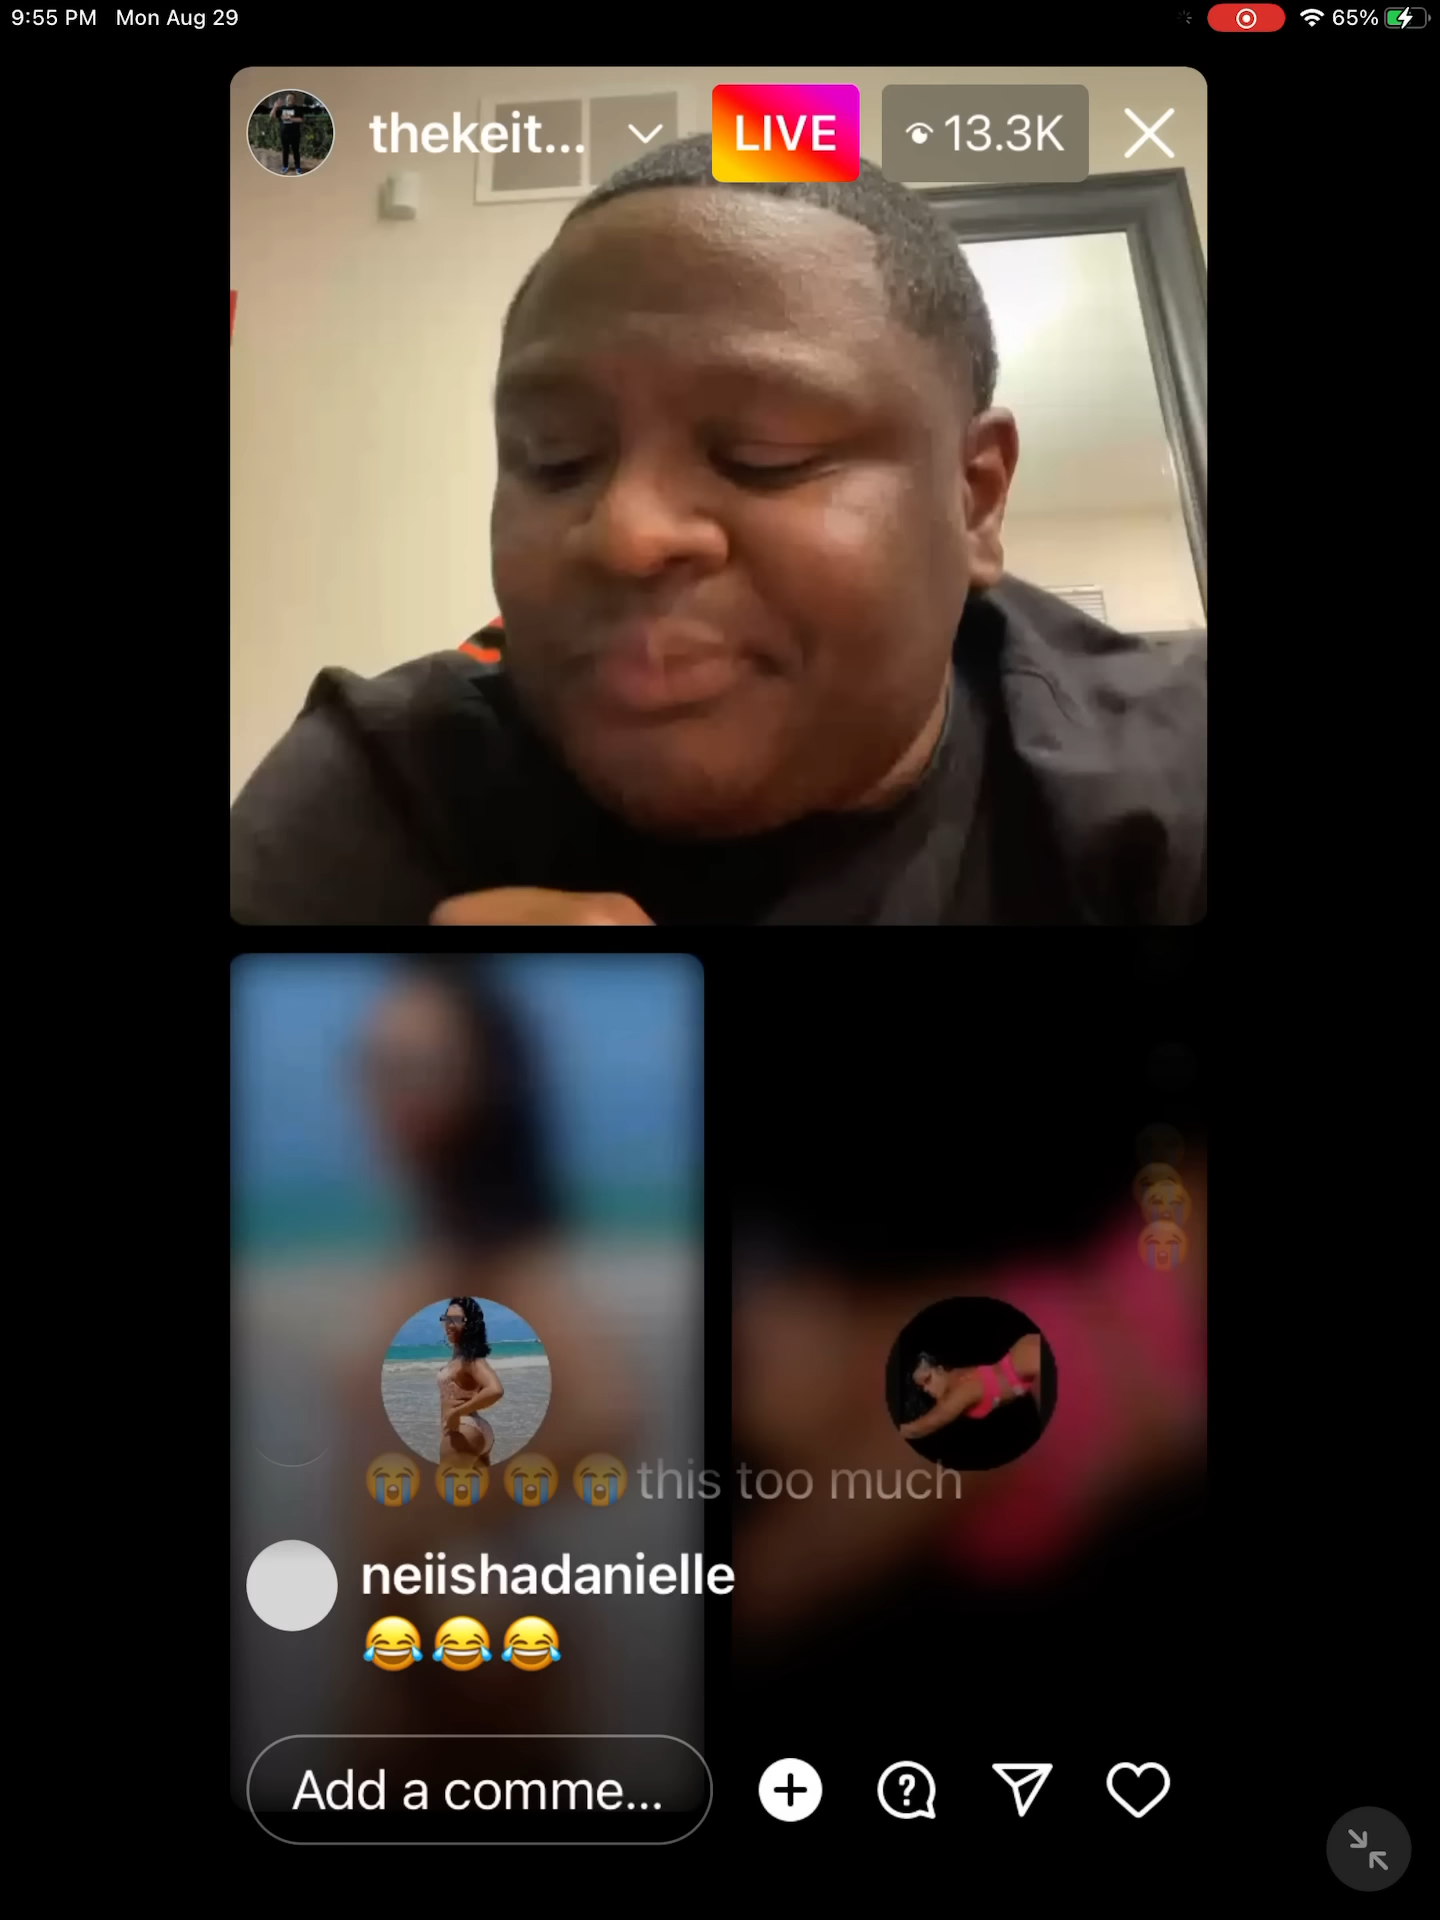 9:55 PM Mon Aug 29
65%
thekeit... LIVE 13.3K
😭😭😭😭this too much
neiishadanielle
😂😂😂
Add a comme...